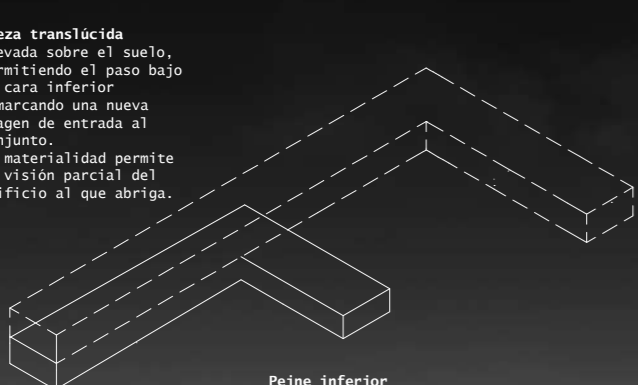 eza translúcida
evada sobre el suelo,
rmitiendo el paso bajo
cara inferior
marcando una nueva
agen de entrada al
njunto.
materialidad permite
visión parcial del
ificio al que abriga.
Peine inferior